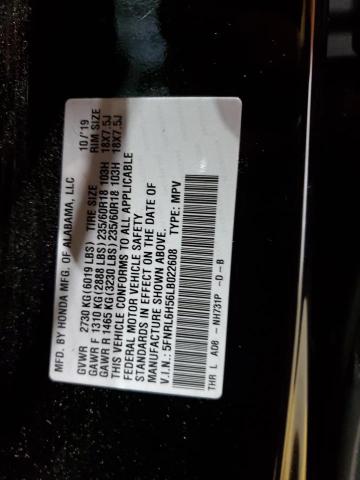 MFD. BY HONDA MFG. OF ALABAMA, LLC 10/'19
GVWR 2730 KG(6019 LBS) TIRE SIZE RIM SIZE
GAWR F 1310 KG(2888 LBS)235/60R18 103H 18X7.5J
GAWR R 1465 KG(3229 LBS)235/60R18 103H 18X7.5J
THIS VEHICLE CONFORMS TO ALL APPLICABLE
FEDERAL MOTOR VEHICLE SAFETY
STANDARDS IN EFFECT ON THE DATE OF
MANUFACTURE SHOWN ABOVE.
V.I.N.: 5FNRL6H56LB022608 TYPE: MPV
THR L A08 -NH731P -D-B